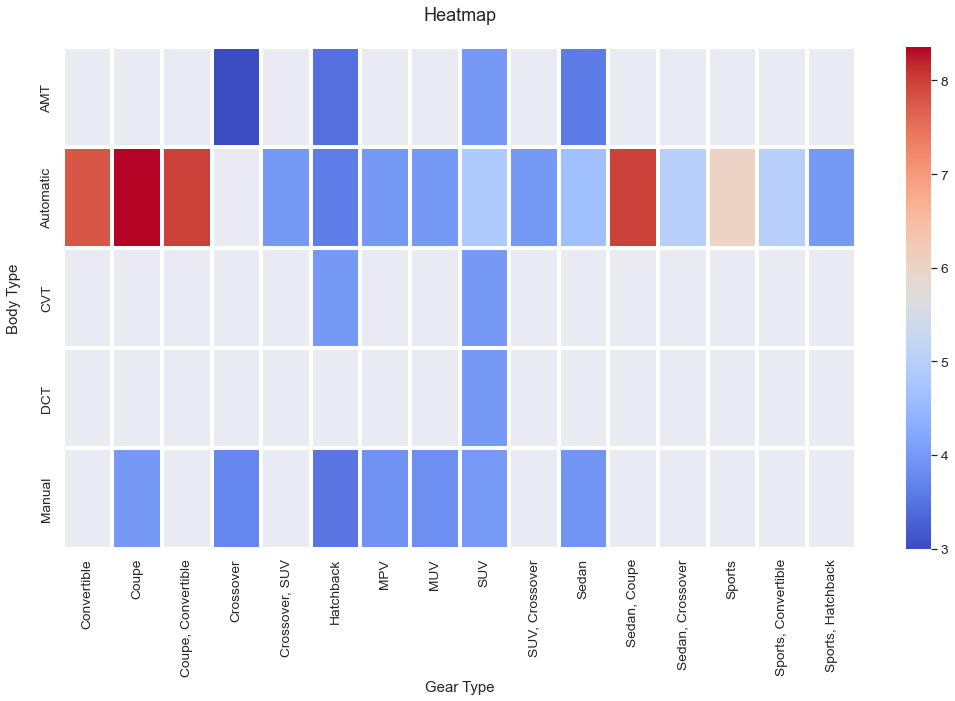 Heatmap
AMT
Automatic
CVT
DCT
Manual
Body Type
Convertible
Coupe
Coupe, Convertible
Crossover
Crossover, SUV
Hatchback
MPV
MUV
SUV
SUV, Crossover
Sedan
Sedan, Coupe
Sedan, Crossover
Sports
Sports, Convertible
Sports, Hatchback
Gear Type
8
7
6
5
4
3